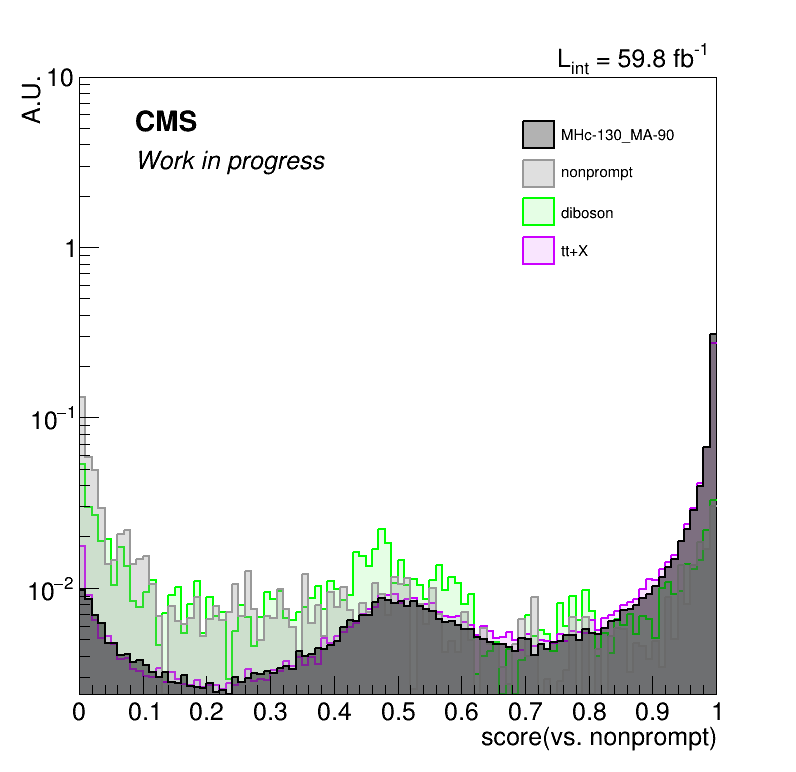 L_int = 59.8 fb⁻¹
A.U.
10
CMS
Work in progress
MHc-130_MA-90
nonprompt
diboson
tt+X
1
10⁻¹
10⁻²
0 0.1 0.2 0.3 0.4 0.5 0.6 0.7 0.8 0.9 1
score(vs. nonprompt)